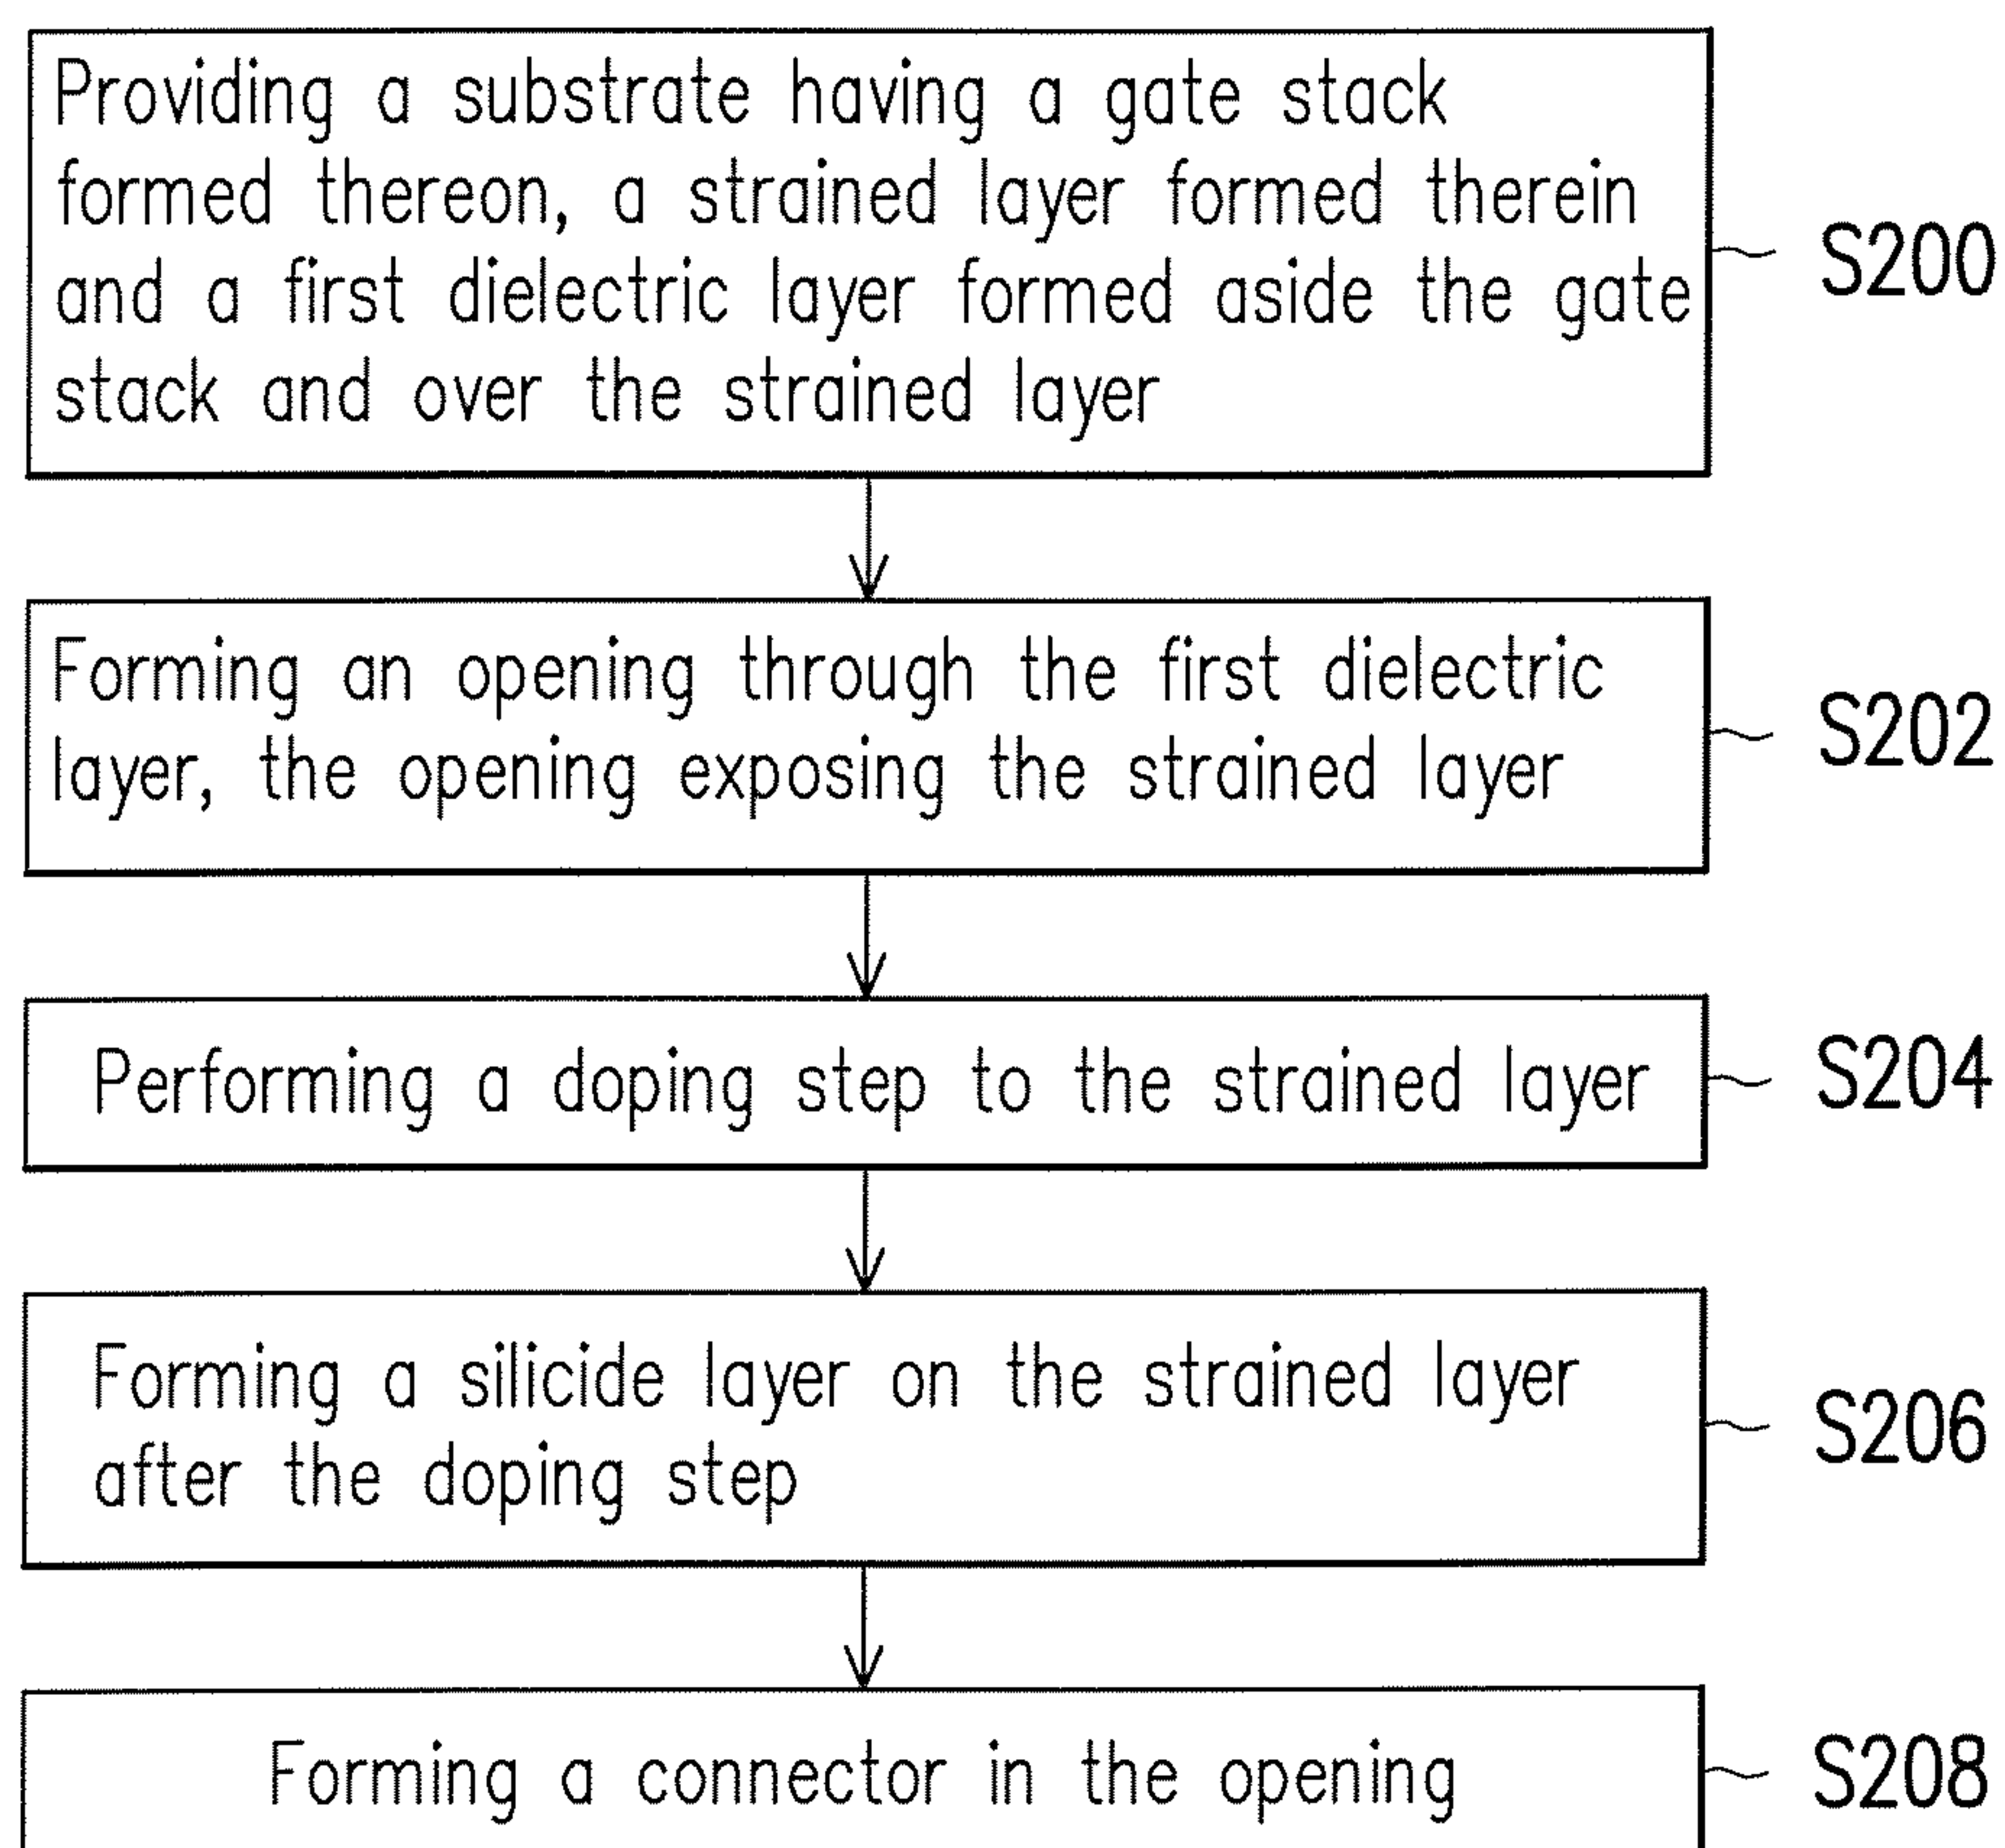 Providing a substrate having a gate stack
formed thereon, a strained layer formed therein
and a first dielectric layer formed aside the gate
stack and over the strained layer
S200
Forming an opening through the first dielectric
layer, the opening exposing the strained layer
S202
Performing a doping step to the strained layer
S204
Forming a silicide layer on the strained layer
after the doping step
S206
Forming a connector in the opening
S208